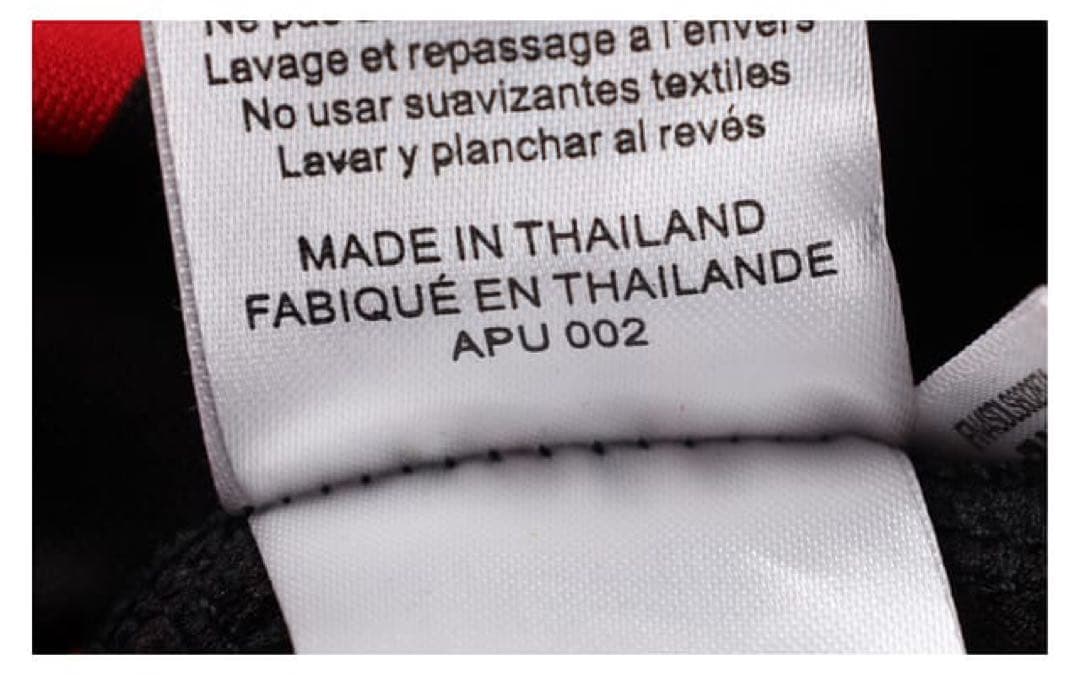 Lavage et repassage a l'envers
No usar suavizantes textiles
Lavar y planchar al revés
MADE IN THAILAND
FABIQUÉ EN THAILANDE
APU 002